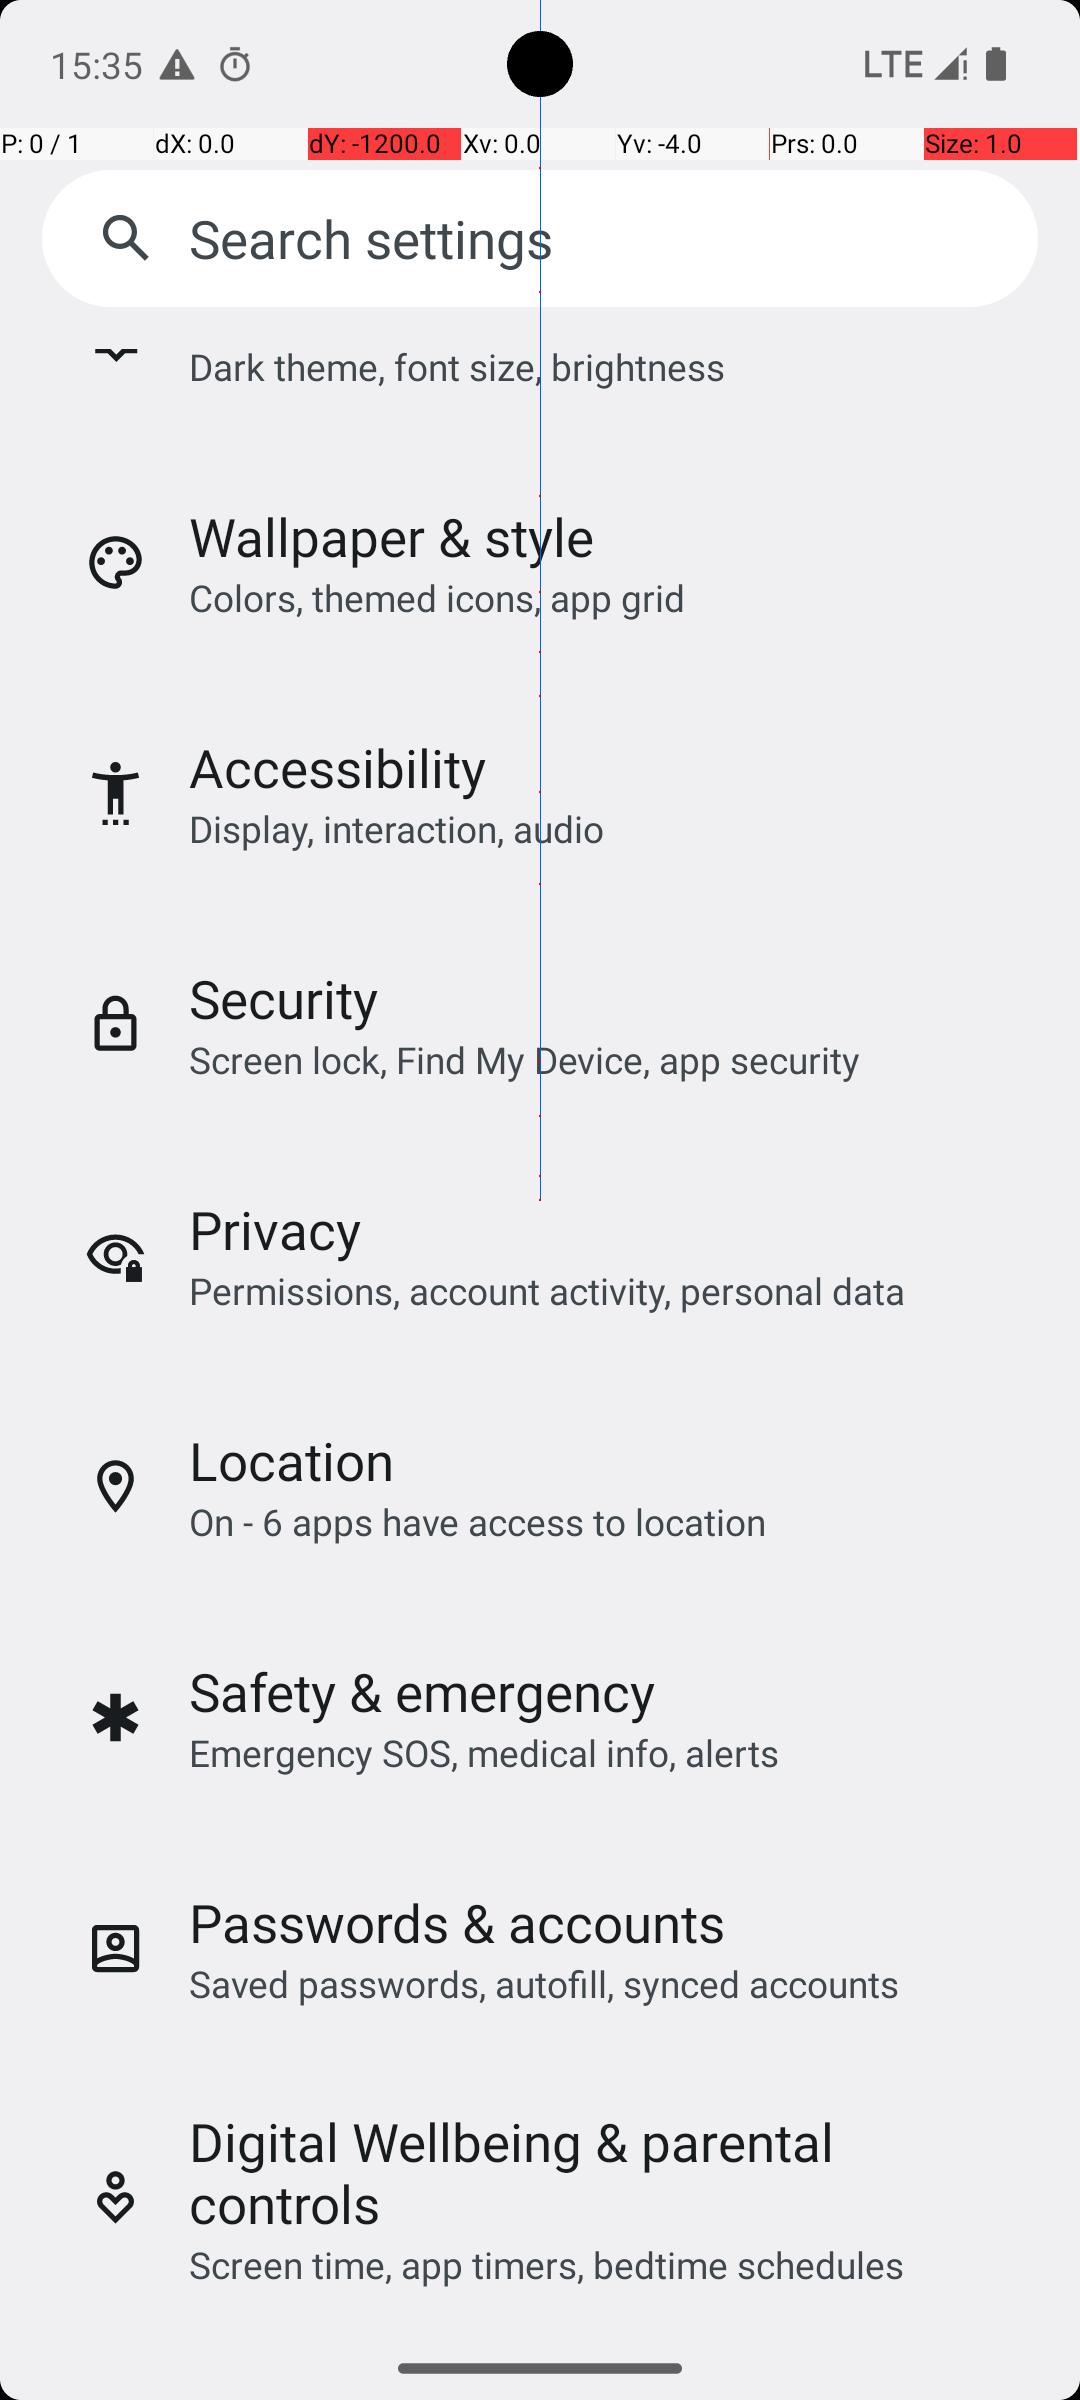 15:35
LTE
P: 0 / 1 dX: 0.0 dY: -1200.0 Xv: 0.0 Yv: -4.0 Prs: 0.0 Size: 1.0
Search settings
Dark theme, font size, brightness
Wallpaper & style
Colors, themed icons, app grid
Accessibility
Display, interaction, audio
Security
Screen lock, Find My Device, app security
Privacy
Permissions, account activity, personal data
Location
On - 6 apps have access to location
Safety & emergency
Emergency SOS, medical info, alerts
Passwords & accounts
Saved passwords, autofill, synced accounts
Digital Wellbeing & parental
controls
Screen time, app timers, bedtime schedules